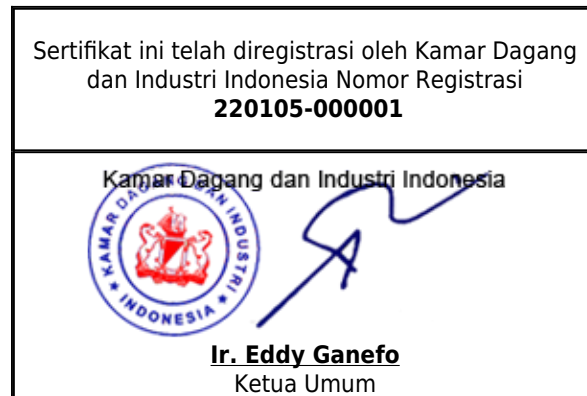 Sertifikat ini telah diregistrasi oleh Kamar Dagang
dan Industri Indonesia Nomor Registrasi
220105-000001
Kamar Dagang dan Industri Indonesia
KAMAR DAGANG DAN INDUSTRI
* INDONESIA *
Ir. Eddy Ganefo
Ketua Umum